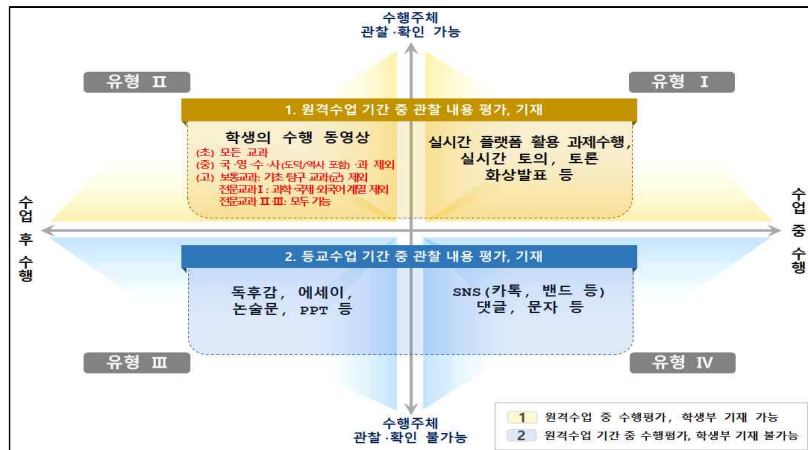 수행주체
관찰·확인 가능
유형 Ⅱ
유형 Ⅰ
1. 원격수업 기간 중 관찰 내용 평가, 기재
학생의 수행 동영상
(초) 모든 교과
(중) 국·영·수·사(도덕/역사 포함)·과 제외
(고) 보통교과: 기초 탐구 교과(군) 제외
전문교과Ⅰ: 과학·국제·외국어 계열 제외
전문교과 Ⅱ·Ⅲ: 모두 가능
실시간 플랫폼 활용 과제수행,
실시간 토의, 토론
화상발표 등
수업 후 수행
수업 중 수행
2. 등교수업 기간 중 관찰 내용 평가, 기재
독후감, 에세이,
논술문, PPT 등
SNS(카톡, 밴드 등)
댓글, 문자 등
유형 Ⅲ
유형 Ⅳ
수행주체
관찰·확인 불가능
1 원격수업 중 수행평가, 학생부 기재 가능
2 원격수업 기간 중 수행평가, 학생부 기재 불가능